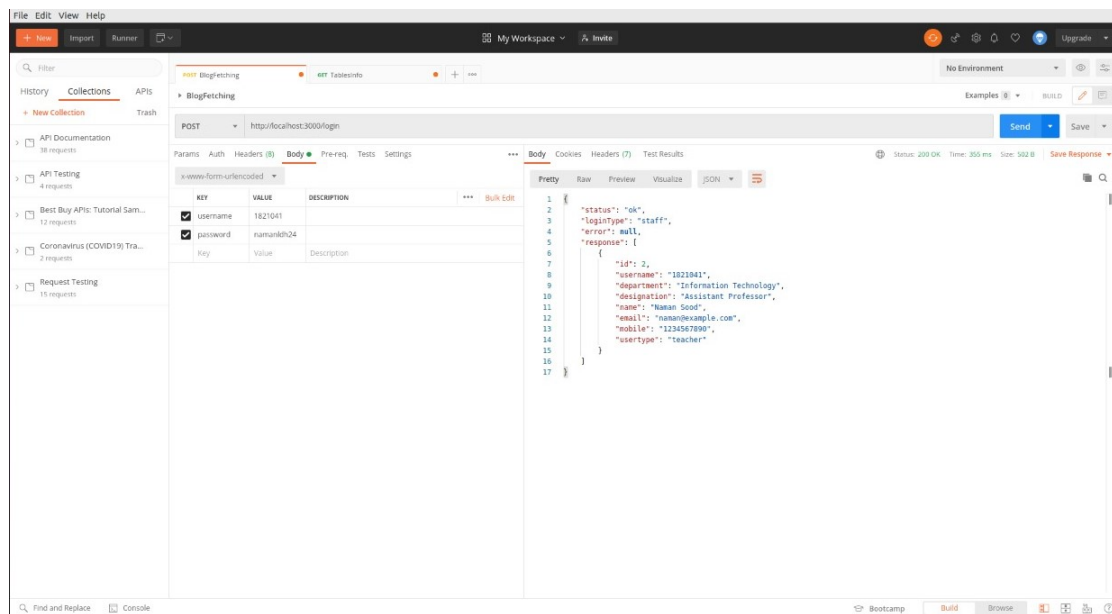 File Edit View Help
+ New Import Runner My Workspace Invite Upgrade
Filter
History Collections APIs
+ New Collection Trash
API Documentation
38 requests
API Testing
4 requests
Best Buy APIs: Tutorial Sam...
12 requests
Coronavirus (COVID19) Tra...
2 requests
Request Testing
15 requests
POST BlogFetching GET TablesInfo + ••• No Environment
BlogFetching Examples 0 BUILD
POST http://localhost:3000/login Send Save
Params Auth Headers (8) Body Pre-req. Tests Settings
x-www-form-urlencoded
KEY VALUE DESCRIPTION ••• Bulk Edit
username 1821041
password namanldh24
Key Value Description
Body Cookies Headers (7) Test Results Status: 200 OK Time: 355 ms Size: 502 B Save Response
Pretty Raw Preview Visualize JSON
1 {
2 "status": "ok",
3 "loginType": "staff",
4 "error": null,
5 "response": [
6 {
7 "id": 2,
8 "username": "1821041",
9 "department": "Information Technology",
10 "designation": "Assistant Professor",
11 "name": "Naman Sood",
12 "email": "naman@example.com",
13 "mobile": "1234567890",
14 "usertype": "teacher"
15 }
16 ]
17 }
Find and Replace Console Bootcamp Build Browse